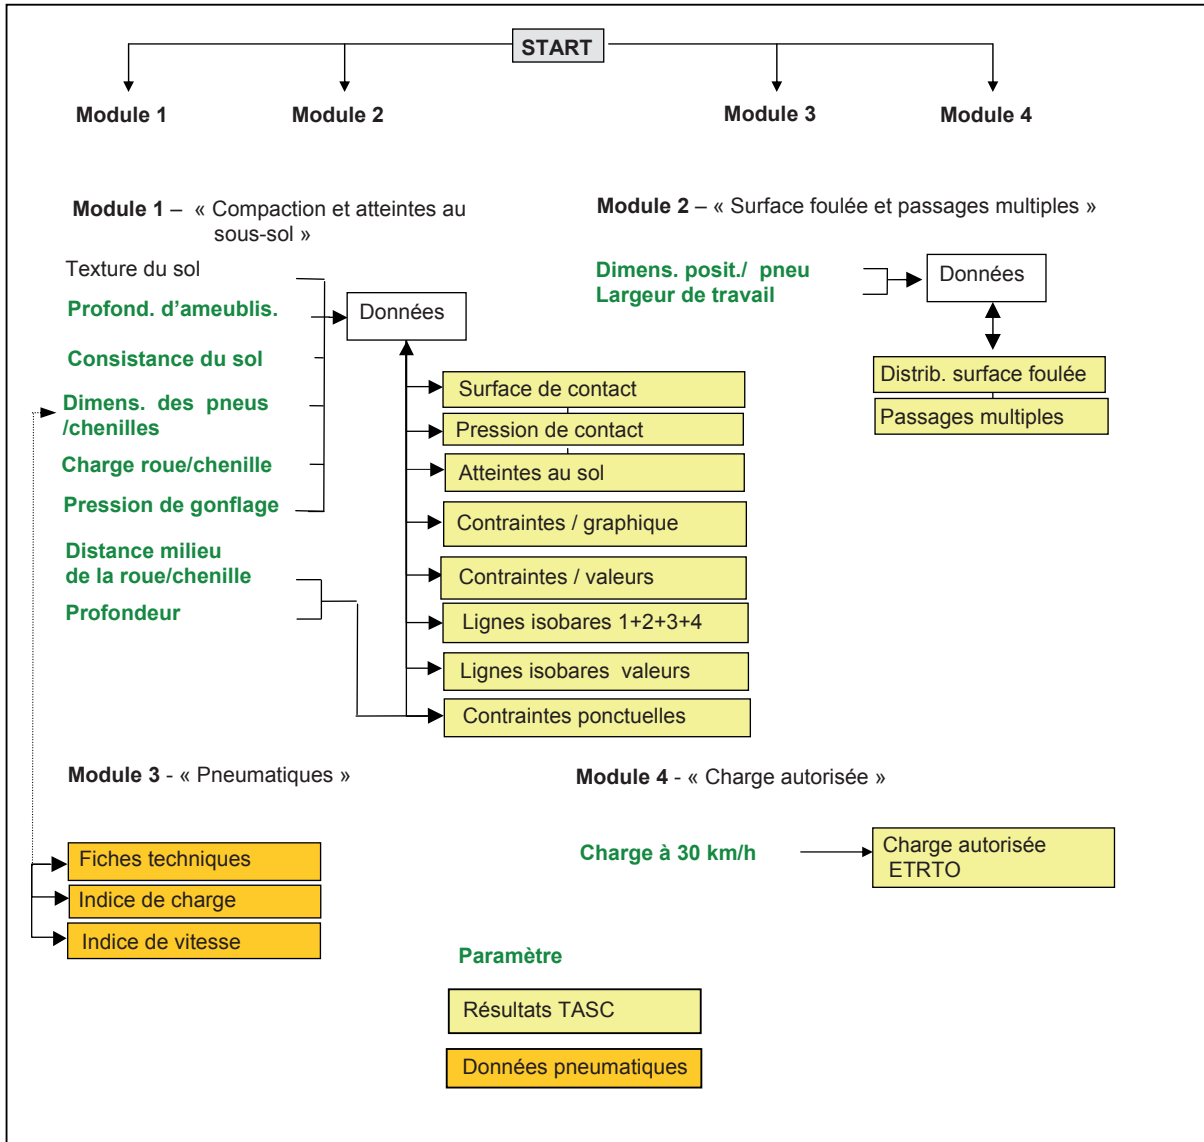 START
Module 1
Module 2
Module 3
Module 4
Module 1 – « Compaction et atteintes au
sous-sol »
Texture du sol
Profond. d'ameublis.
Consistance du sol
Dimens. des pneus
/chenilles
Charge roue/chenille
Pression de gonflage
Distance milieu
de la roue/chenille
Profondeur
Données
Surface de contact
Pression de contact
Atteintes au sol
Contraintes / graphique
Contraintes / valeurs
Lignes isobares 1+2+3+4
Lignes isobares valeurs
Contraintes ponctuelles
Module 2 – « Surface foulée et passages multiples »
Dimens. posit./ pneu
Largeur de travail
Données
Distrib. surface foulée
Passages multiples
Module 3 - « Pneumatiques »
Fiches techniques
Indice de charge
Indice de vitesse
Module 4 - « Charge autorisée »
Charge à 30 km/h
Charge autorisée
ETRTO
Paramètre
Résultats TASC
Données pneumatiques